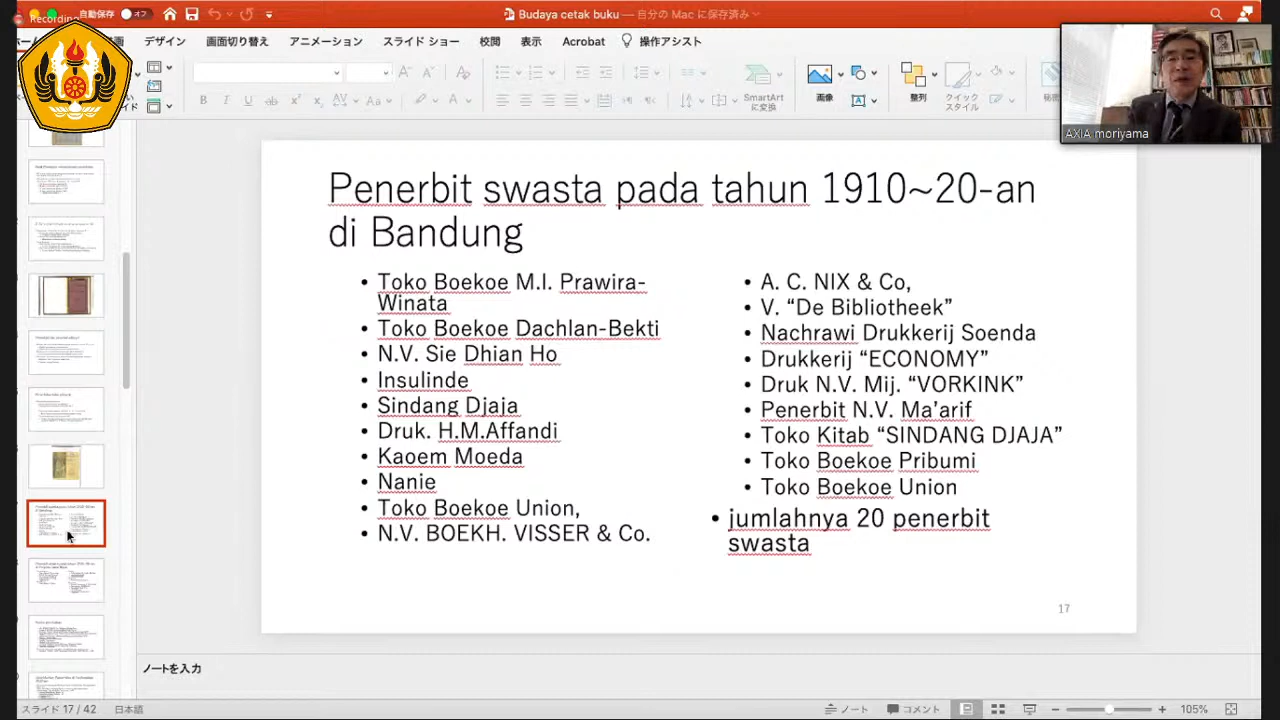 Recording
自動保存
オフ
Budaya cetak buku — 自分の Mac に保存済み
デザイン
画面切り替え
アニメーション
スライド ショー
校閲
表示
Acrobat
操作アシスト
SmartArt
に変換
画像
整列
クイック
スタイル
AXIA moriyama
Penerbit swasta pada tahun 1910~20-an
di Bandung
• Toko Boekoe M.I. Prawira-
Winata
• Toko Boekoe Dachlan-Bekti
• N.V. Sie Dhian Ho
• Insulinde
• Sindang Djaja
• Druk. H.M.Affandi
• Kaoem Moeda
• Nanie
• Toko Boekoe Union,
• N.V. BOEKH. VISSER & Co.
• A. C. NIX & Co,
• V. “De Bibliotheek”
• Nachrawi Drukkerij Soenda
• Drukkerij “ECONOMY”
• Druk N.V. Mij. “VORKINK”
• Penerbit N.V. Ma'arif
• Toko Kitab “SINDANG DJAJA”
• Toko Boekoe Pribumi
• Toko Boekoe Union
• jumlahnya 20 penerbit
swasta
17
ノートを入力
スライド 17 / 42
日本語
ノート
コメント
105%